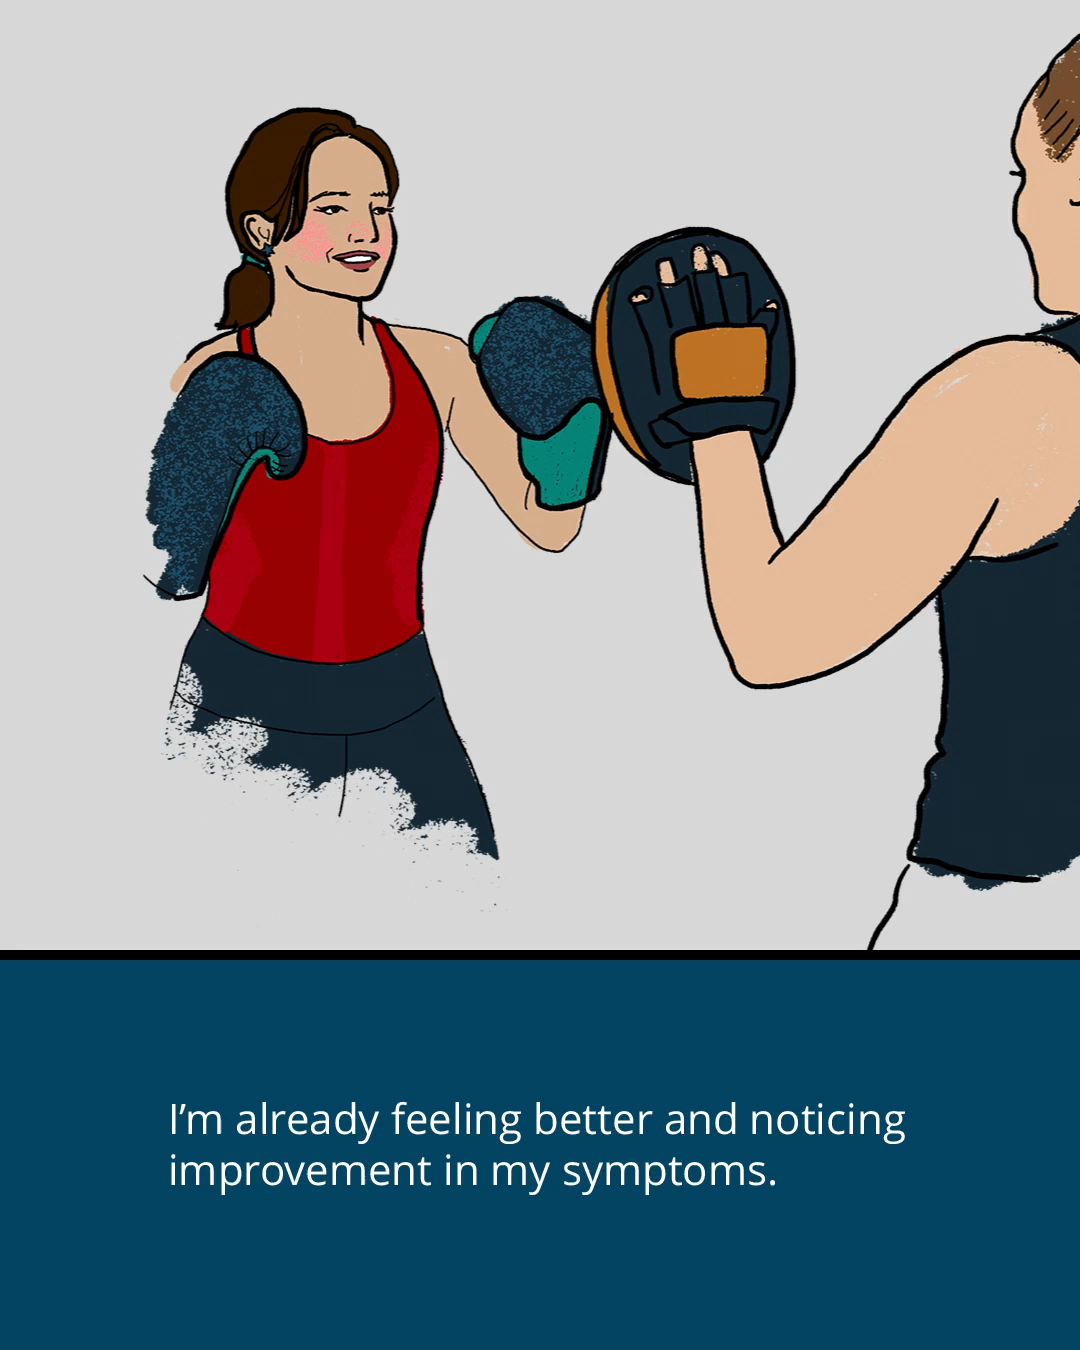 I’m already feeling better and noticing
improvement in my symptoms.